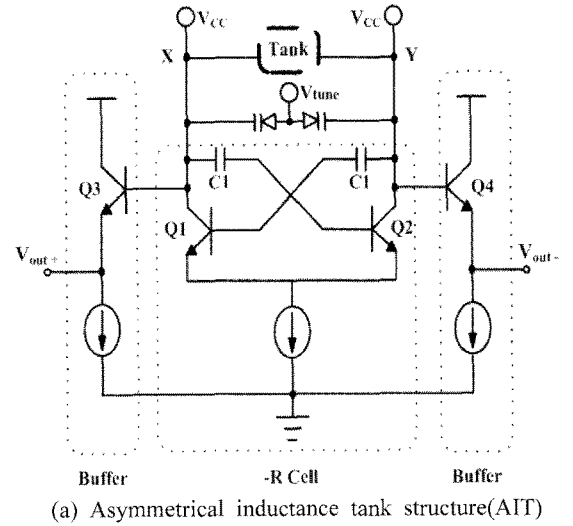 V_CC V_CC
X Tank Y
V_tune
C1 C1
Q3 Q1 Q2 Q4
V_out+ V_out-
Buffer -R Cell Buffer
(a) Asymmetrical inductance tank structure(AIT)